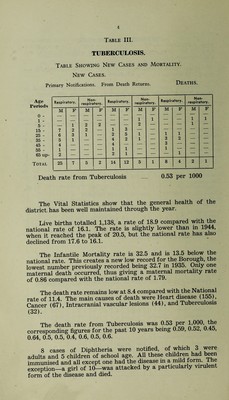 8
TABLE III.
TUBERCULOSIS.
TABLE SHOWING NEW CASES AND MORTALITY.
NEW CASES.
Primary Notifications. From Death Returns. DEATHS.
Age Periods Respiratory. Non-respiratory. Respiratory. Non-respiratory. Respiratory. Non-respiratory.
M F M F M F M F M F M F
0 -
1 -
5 -
15 -
25 -
35 -
45 -
55 -
65 up-
TOTAL 25 7 5 2 14 13 5 1 8 4 2 1
Death rate from Tuberculosis 0.53 per 1000
The Vital Statistics show that the general health of the
district has been well maintained through the year.
Live births totalled 1,138, a rate of 18.9 compared with the
national rate of 16.1. The rate is slightly lower than in 1944,
when it reached the peak of 20.5, but the national rate has also
declined from 17.6 to 16.1.
The Infantile Mortality rate is 32.5 and is 13.5 below the
national rate. This creates a new low record for the Borough, the
lowest number previously recorded being 32.7 in 1935. Only one
maternal death occurred, thus giving a maternal mortality rate
of 0.86 compared with the national rate of 1.79.
The death rate remains low at 8.4 compared with the National
rate of 11.4. The main causes of death were Heart disease (155),
Cancer (67), Intracranial vascular lesions (44), and Tuberculosis
(32).
The death rate from Tuberculosis was 0.53 per 1,000, the
corresponding figures for the past 10 years being 0.59, 0.52, 0.45,
0.64, 0.5, 0.5, 0.4, 0.6, 0.5, 0.6.
8 cases of Diphtheria were notified, of which 3 were
adults and 5 children of school age. All these children had been
immunised and all except one had the disease in a mild form. The
exception—a girl of 10—was attacked by a particularly virulent
form of the disease and died.